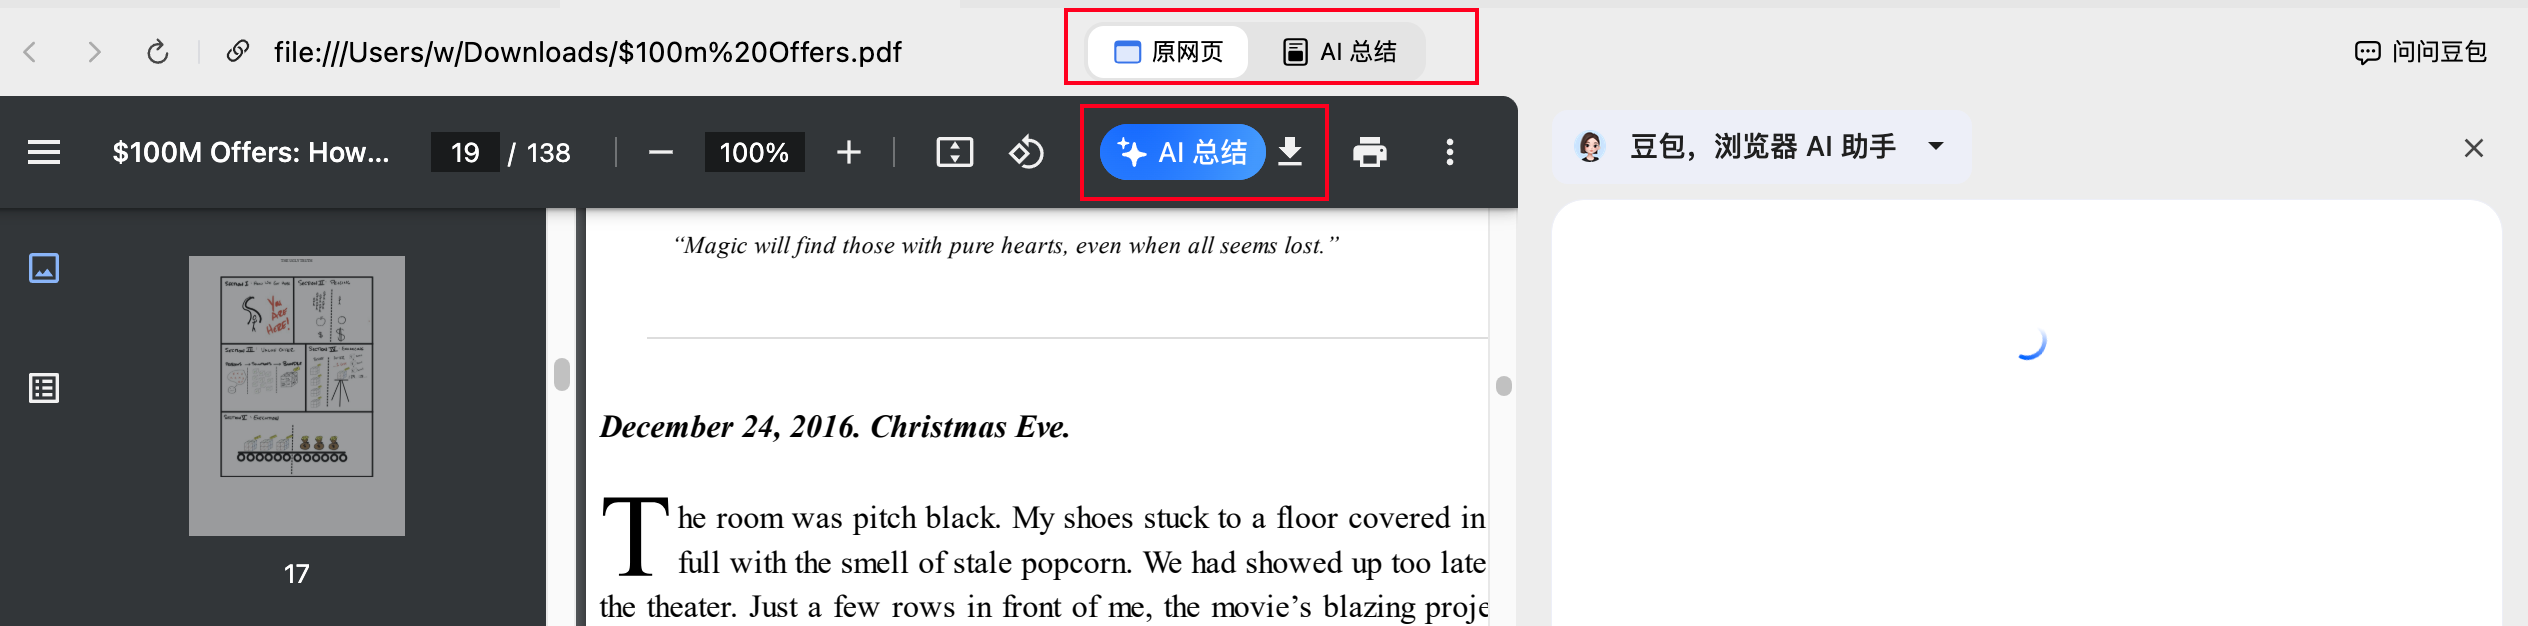 file:///Users/w/Downloads/$100m%20Offers.pdf
原网页
AI 总结
问问豆包
$100M Offers: How...
19 / 138
100%
AI 总结
豆包，浏览器 AI 助手
17
“Magic will find those with pure hearts, even when all seems lost.”
December 24, 2016. Christmas Eve.
The room was pitch black. My shoes stuck to a floor covered in
full with the smell of stale popcorn. We had showed up too late
the theater. Just a few rows in front of me, the movie’s blazing proje
YOU
ARE
HERE!